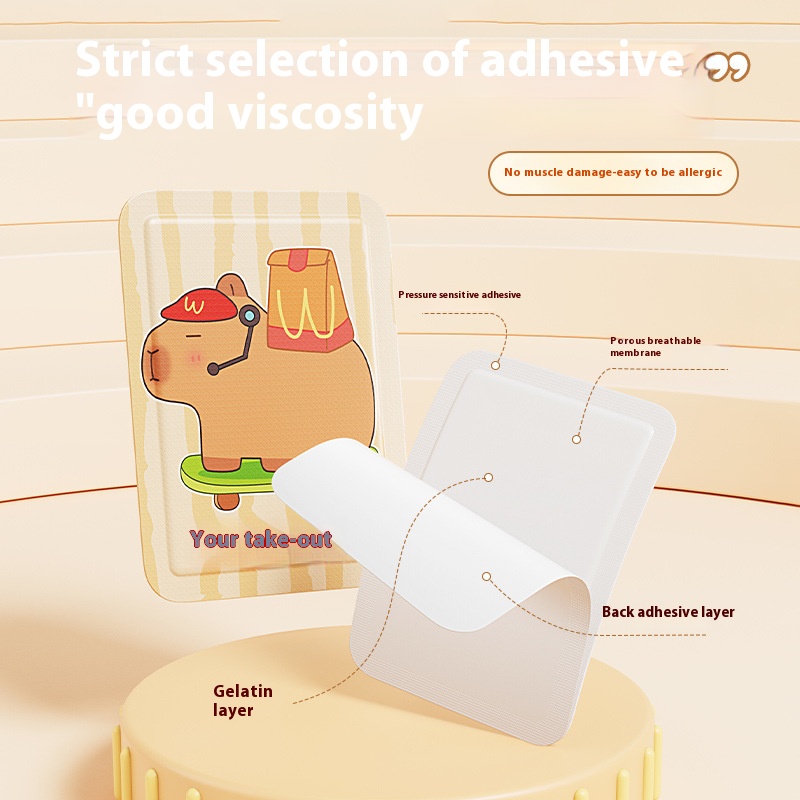 Strict selection of adhesive
"good viscosity
No muscle damage-easy to be allergic
Pressure sensitive adhesive
Porous breathable
membrane
Your take-out
Back adhesive layer
Gelatin
layer